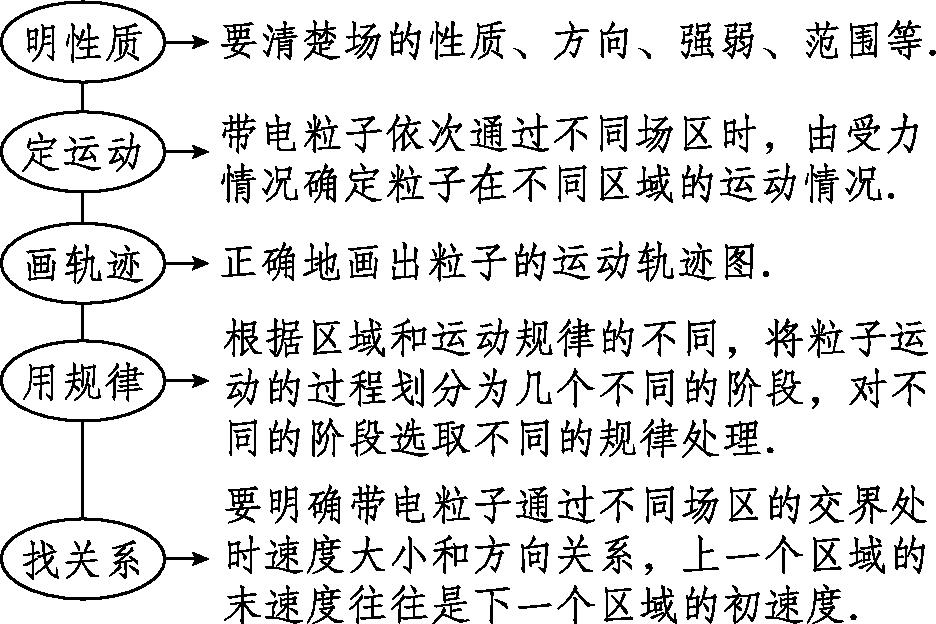 明性质 要清楚场的性质、方向、强弱、范围等.
带电粒子依次通过不同场区时，由受力
定运动
情况确定粒子在不同区域的运动情况.
画轨迹 正确地画出粒子的运动轨迹图.
根据区域和运动规律的不同，将粒子运
用规律 动的过程划分为几个不同的阶段，对不
同的阶段选取不同的规律处理.
要明确带电粒子通过不同场区的交界处
找关系 时速度大小和方向关系，上一个区域的
末速度往往是下一个区域的初速度.